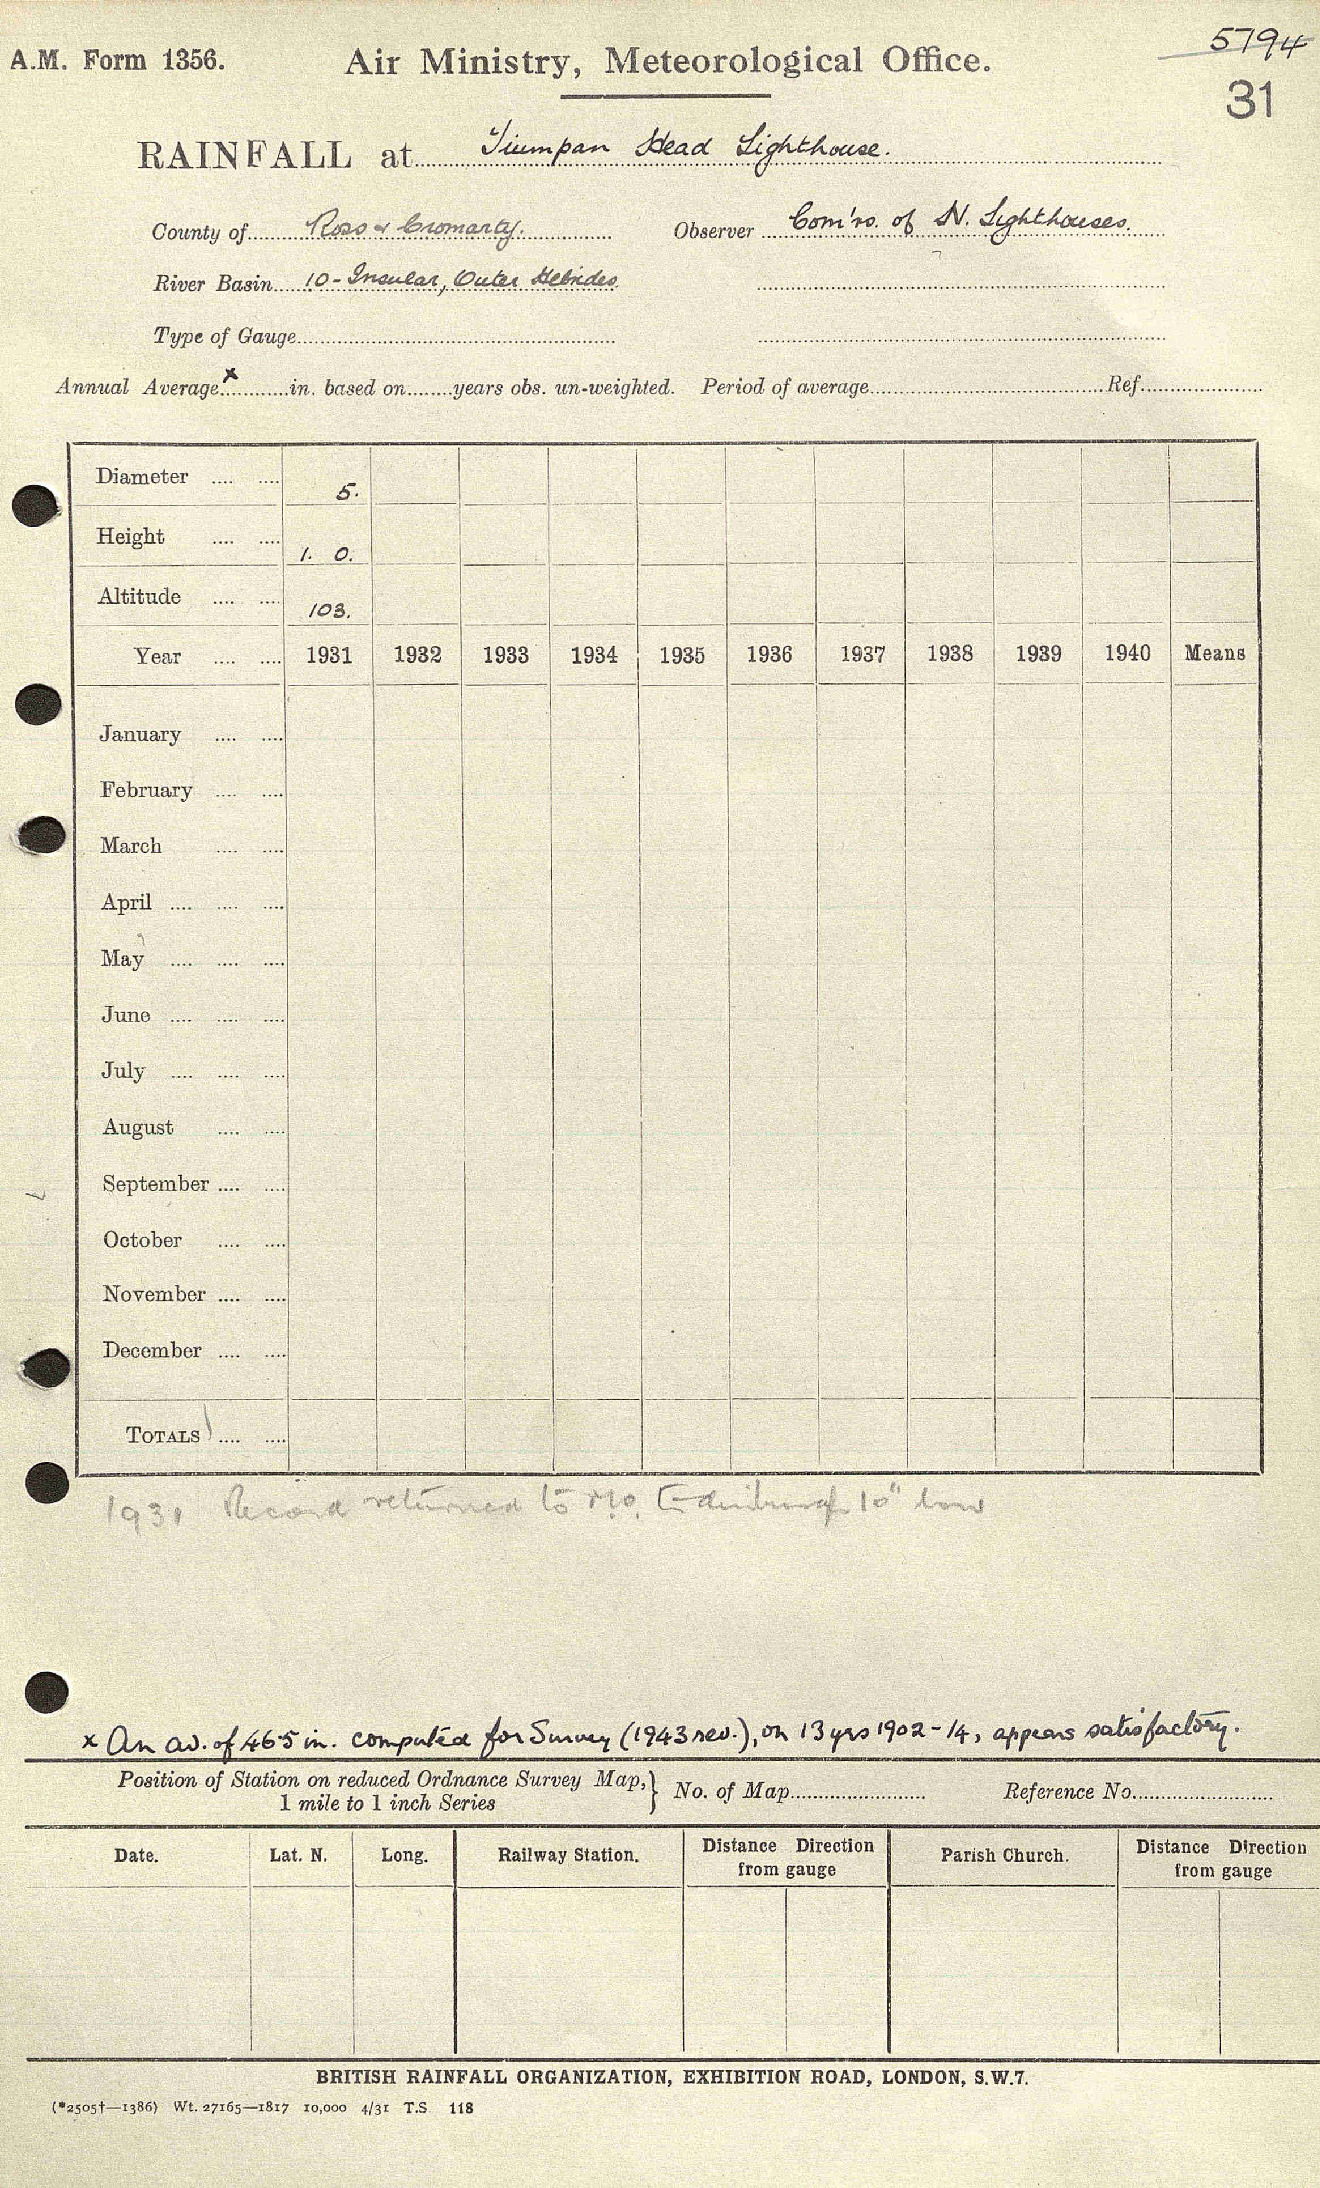 5794
A.M. Form 1356. Air Ministry, Meteorological Office.
31
RAINFALL at Tiumpan Head Lighthouse.
County of Ross & Cromarty. Observer Com'rs. of N. Lighthouses.
River Basin 10 - Insular, Outer Hebrides
Type of Gauge
Annual Average x in. based on years obs. un-weighted. Period of average Ref.
Diameter 5.
Height 1. 0.
Altitude 103.
Year 1931 1932 1933 1934 1935 1936 1937 1938 1939 1940 Means
January
February
March
April
May
June
July
August
September
October
November
December
TOTALS
1931 Record returned to M.O. Edinburgh 10" low
x An av. of 46.5 in. computed for Survey (1943 rev.), on 13 yrs 1902-14, appears satisfactory.
Position of Station on reduced Ordnance Survey Map, } No. of Map Reference No.
1 mile to 1 inch Series
Date. Lat. N. Long. Railway Station. Distance Direction from gauge Parish Church. Distance Direction from gauge
BRITISH RAINFALL ORGANIZATION, EXHIBITION ROAD, LONDON, S.W.7.
(*2505†—1386) Wt. 27165—1817 10,000 4/31 T.S. 118